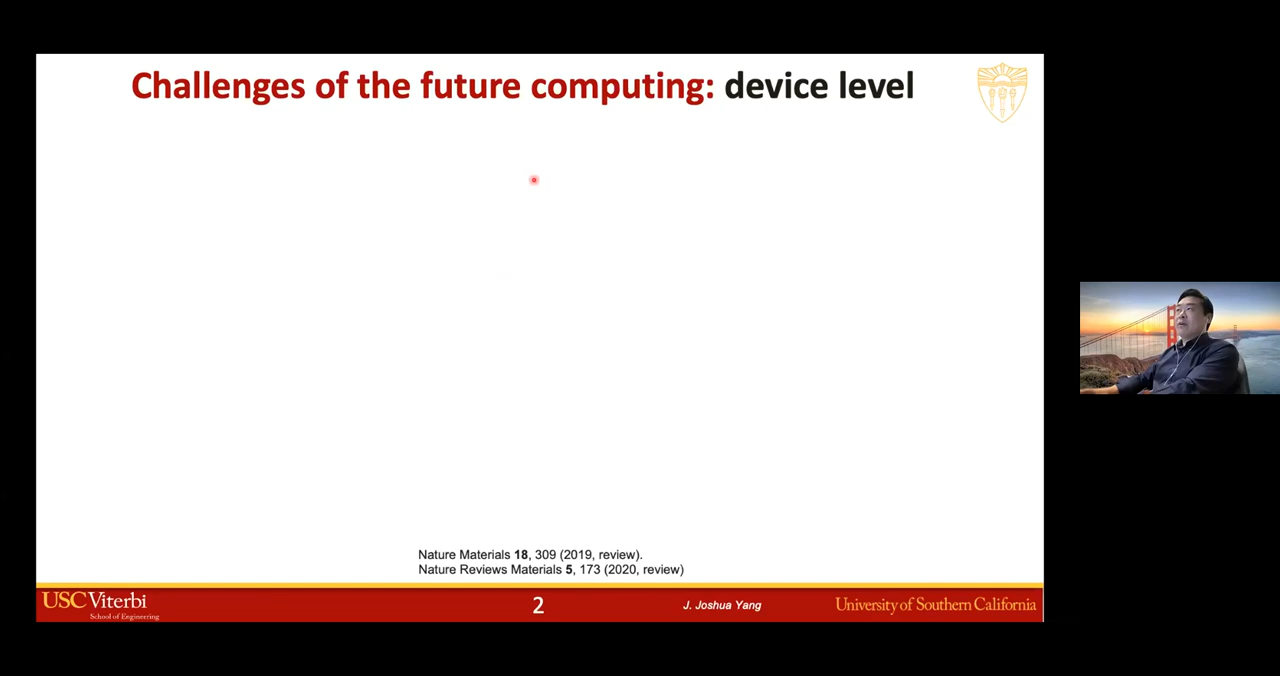 Challenges of the future computing: device level
Nature Materials 18, 309 (2019, review).
Nature Reviews Materials 5, 173 (2020, review)
USC Viterbi
School of Engineering
2
J. Joshua Yang
University of Southern California